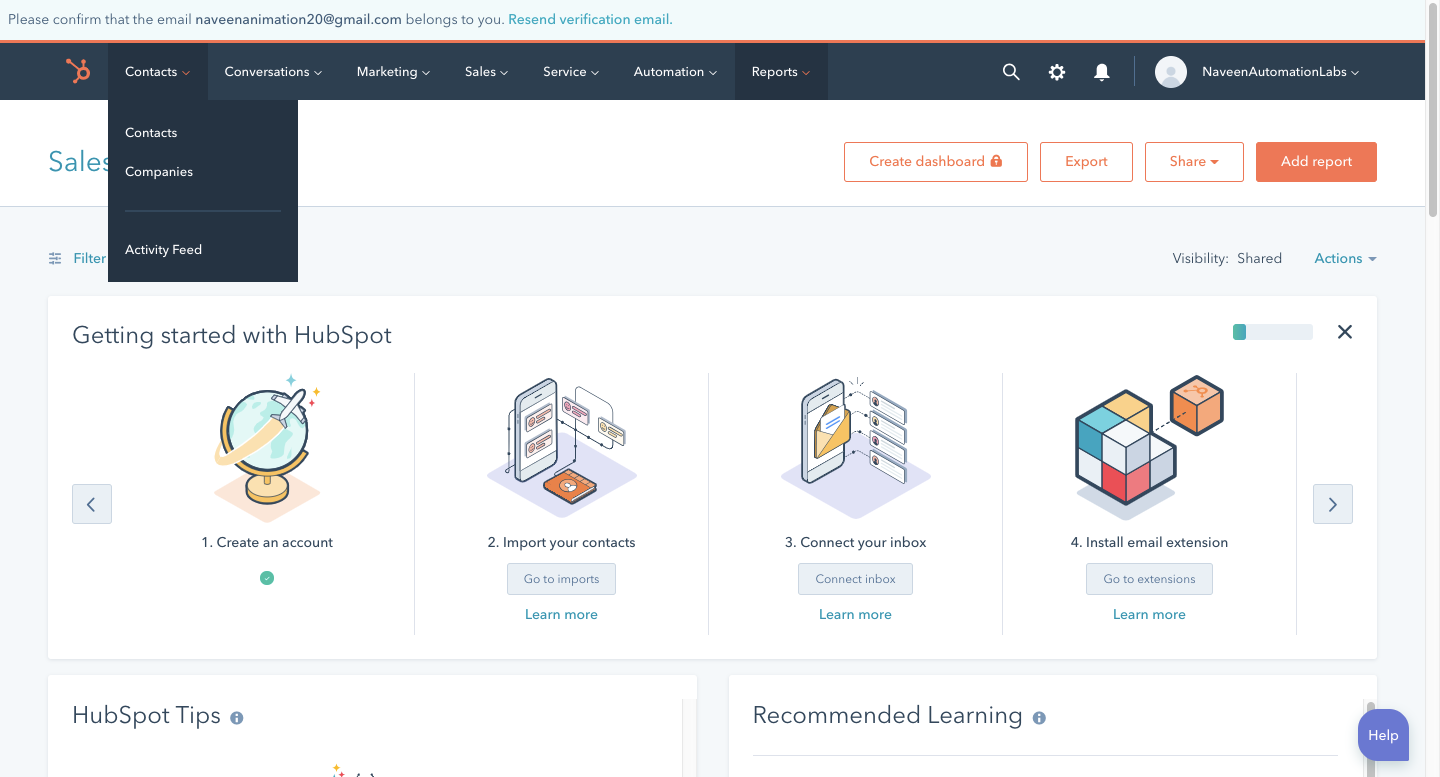 Please confirm that the email naveenanimation20@gmail.com belongs to you. Resend verification email.
Contacts Conversations Marketing Sales Service Automation Reports NaveenAutomationLabs
Contacts
Companies
Activity Feed
Sales
Create dashboard Export Share Add report
Filter
Visibility: Shared Actions
Getting started with HubSpot
1. Create an account
2. Import your contacts
Go to imports
Learn more
3. Connect your inbox
Connect inbox
Learn more
4. Install email extension
Go to extensions
Learn more
HubSpot Tips
Recommended Learning
Help